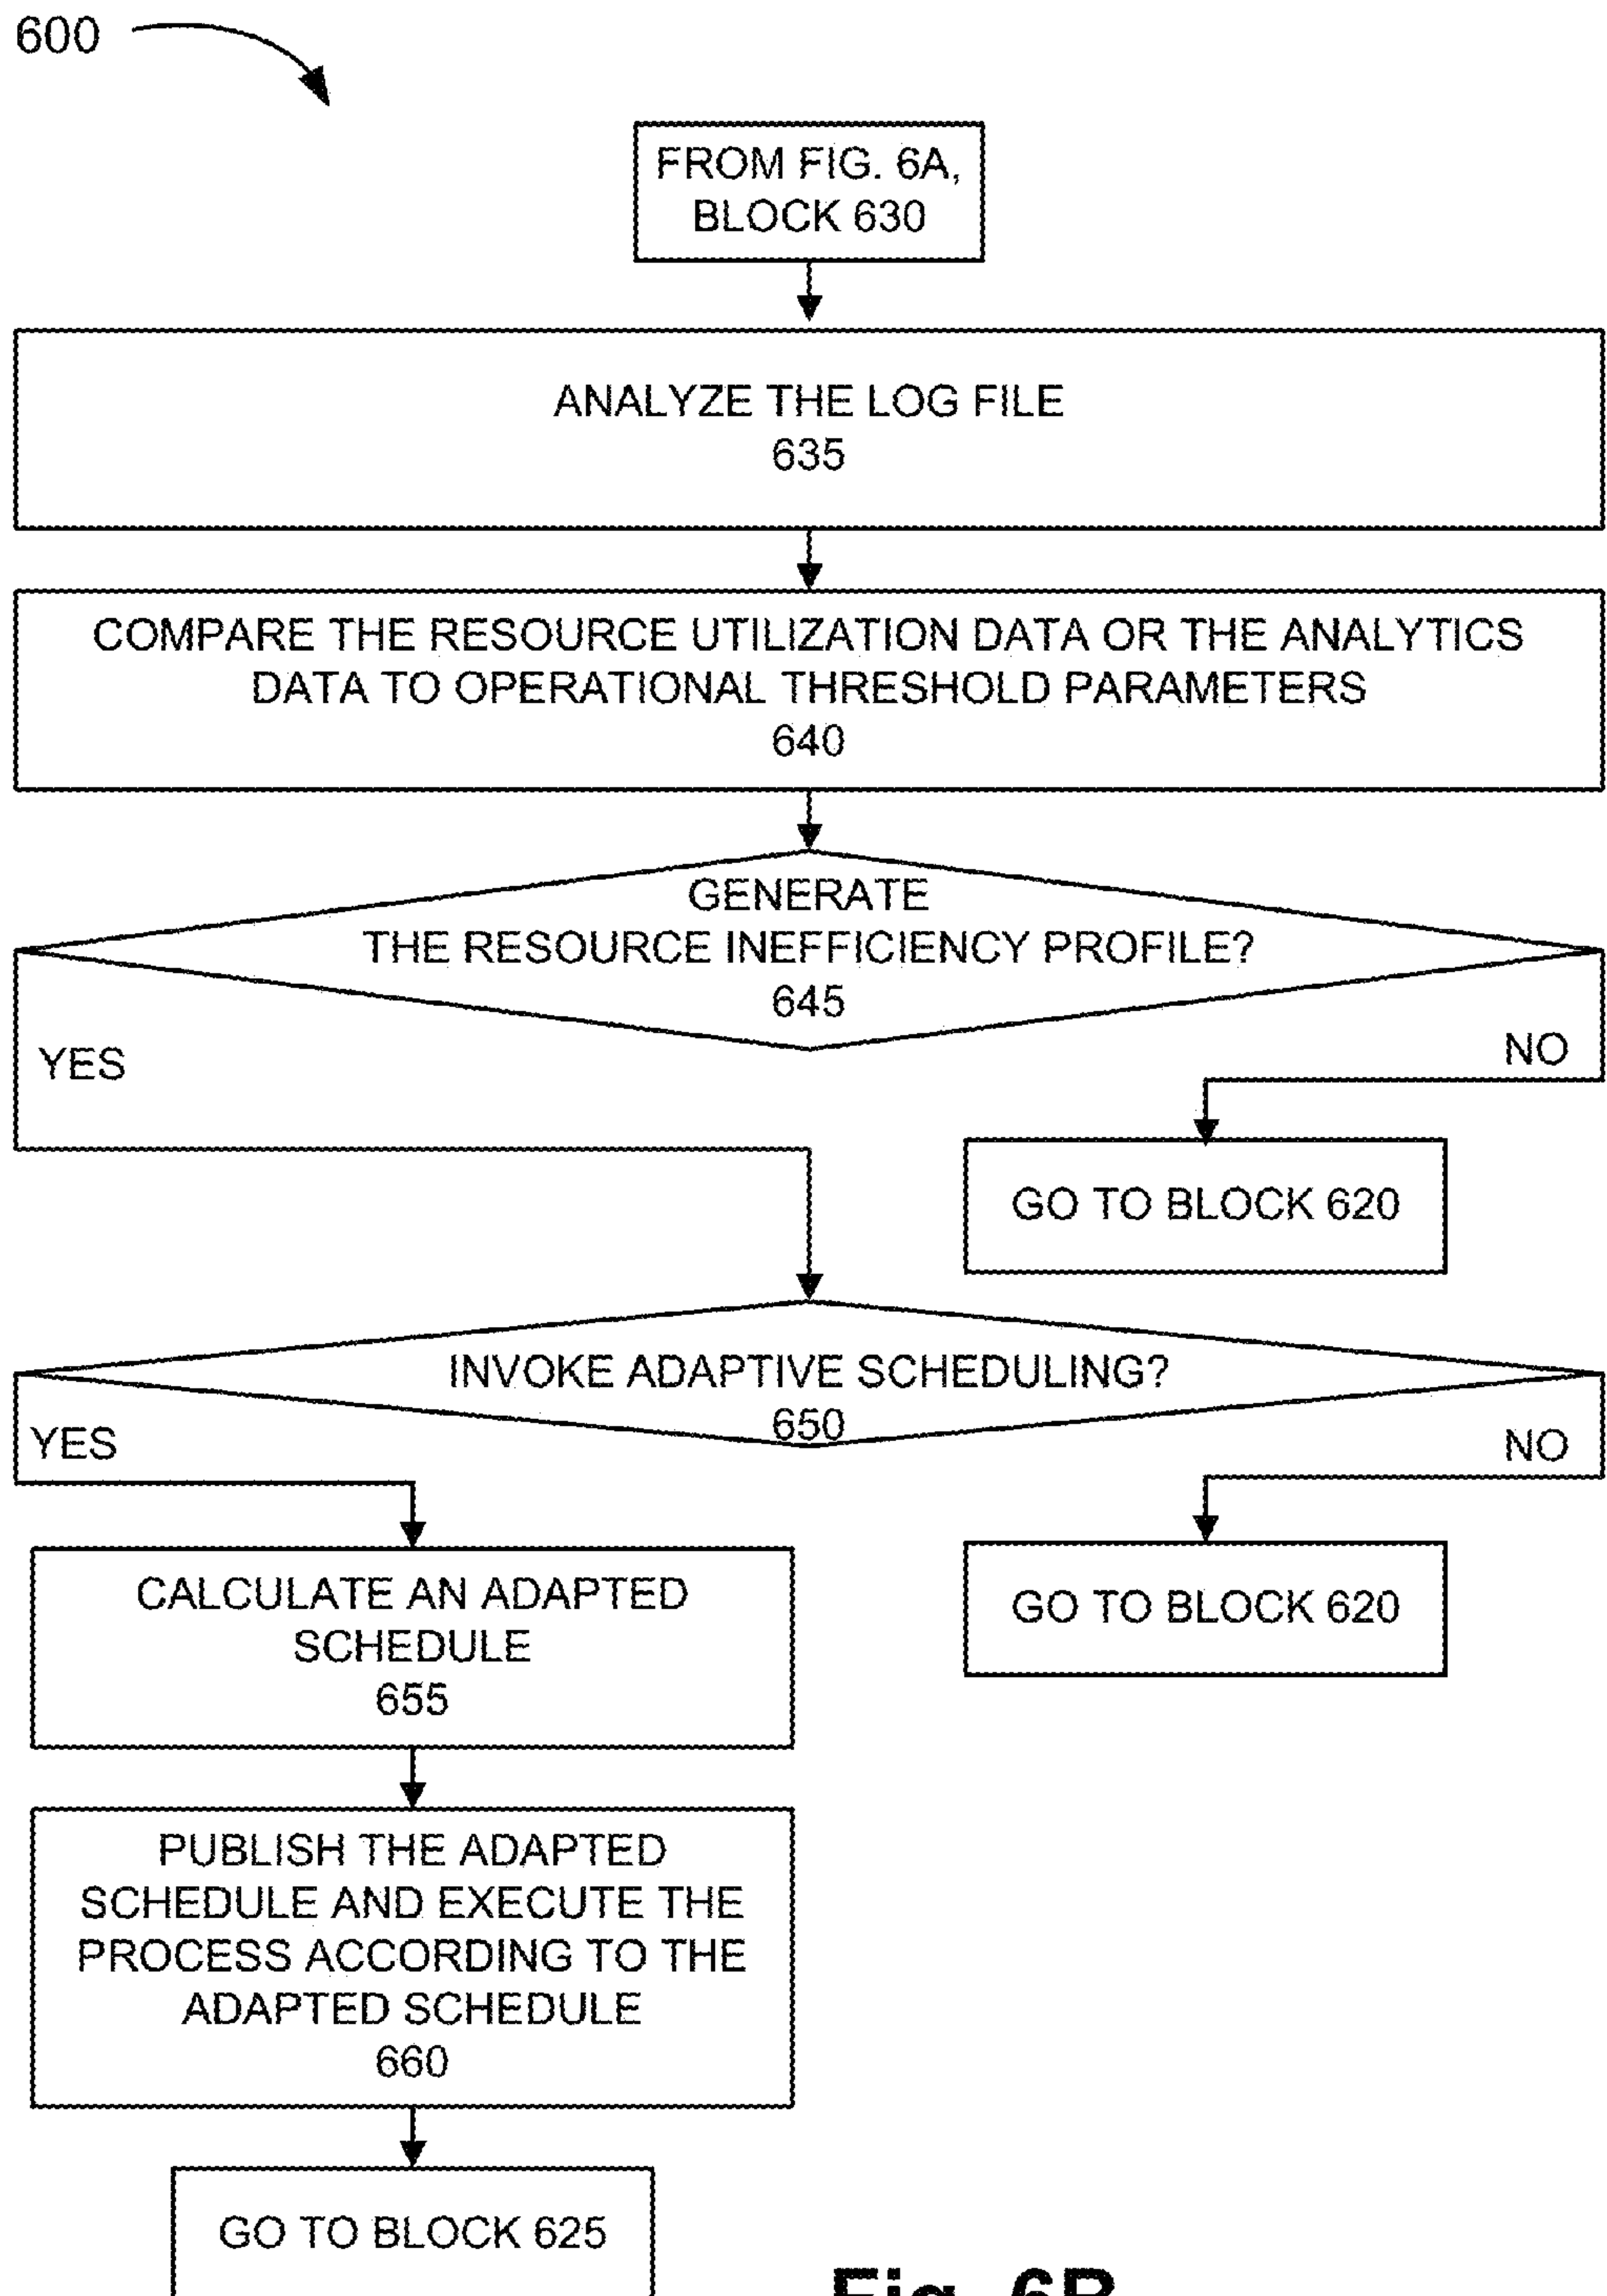 600
FROM FIG. 6A,
BLOCK 630
ANALYZE THE LOG FILE
635
COMPARE THE RESOURCE UTILIZATION DATA OR THE ANALYTICS
DATA TO OPERATIONAL THRESHOLD PARAMETERS
640
GENERATE
THE RESOURCE INEFFICIENCY PROFILE?
645
YES
NO
GO TO BLOCK 620
INVOKE ADAPTIVE SCHEDULING?
650
YES
NO
CALCULATE AN ADAPTED
SCHEDULE
655
GO TO BLOCK 620
PUBLISH THE ADAPTED
SCHEDULE AND EXECUTE THE
PROCESS ACCORDING TO THE
ADAPTED SCHEDULE
660
GO TO BLOCK 625
Fig. 6B